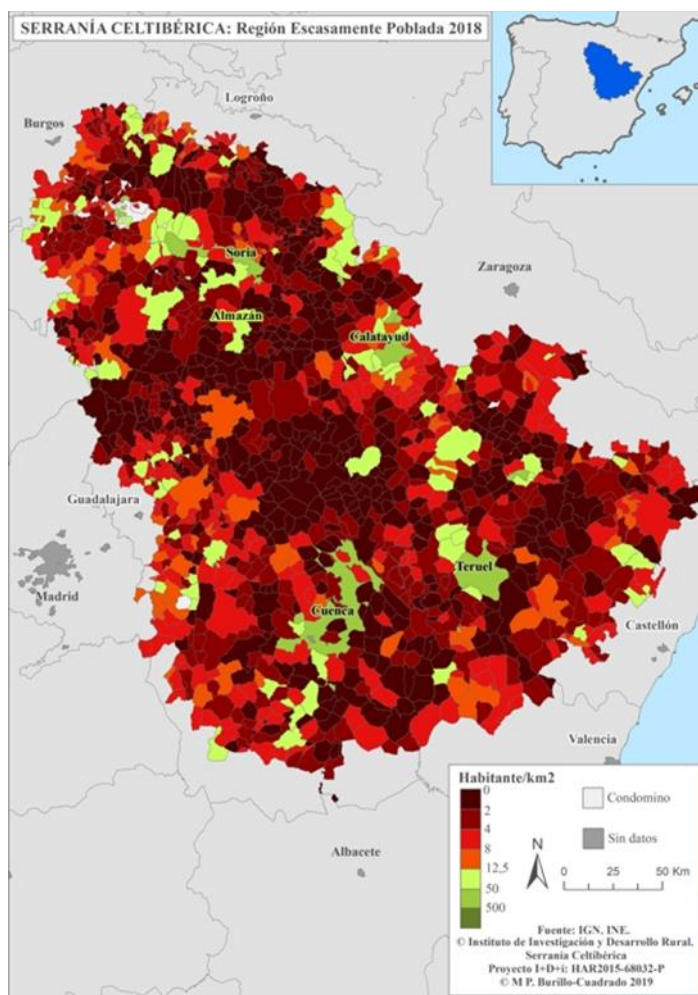 SERRANÍA CELTIBÉRICA: Región Escasamente Poblada 2018
Logroño
Burgos
Soria
Zaragoza
Almazán
Calatayud
Guadalajara
Madrid
Teruel
Cuenca
Castellón
Valencia
Albacete
Habitante/km2
0
2
4
8
12,5
50
500
Condomino
Sin datos
N
0 25 50 Km
Fuente: IGN. INE.
© Instituto de Investigación y Desarrollo Rural.
Serranía Celtibérica
Proyecto I+D+i: HAR2015-68032-P
© M P. Burillo-Cuadrado 2019